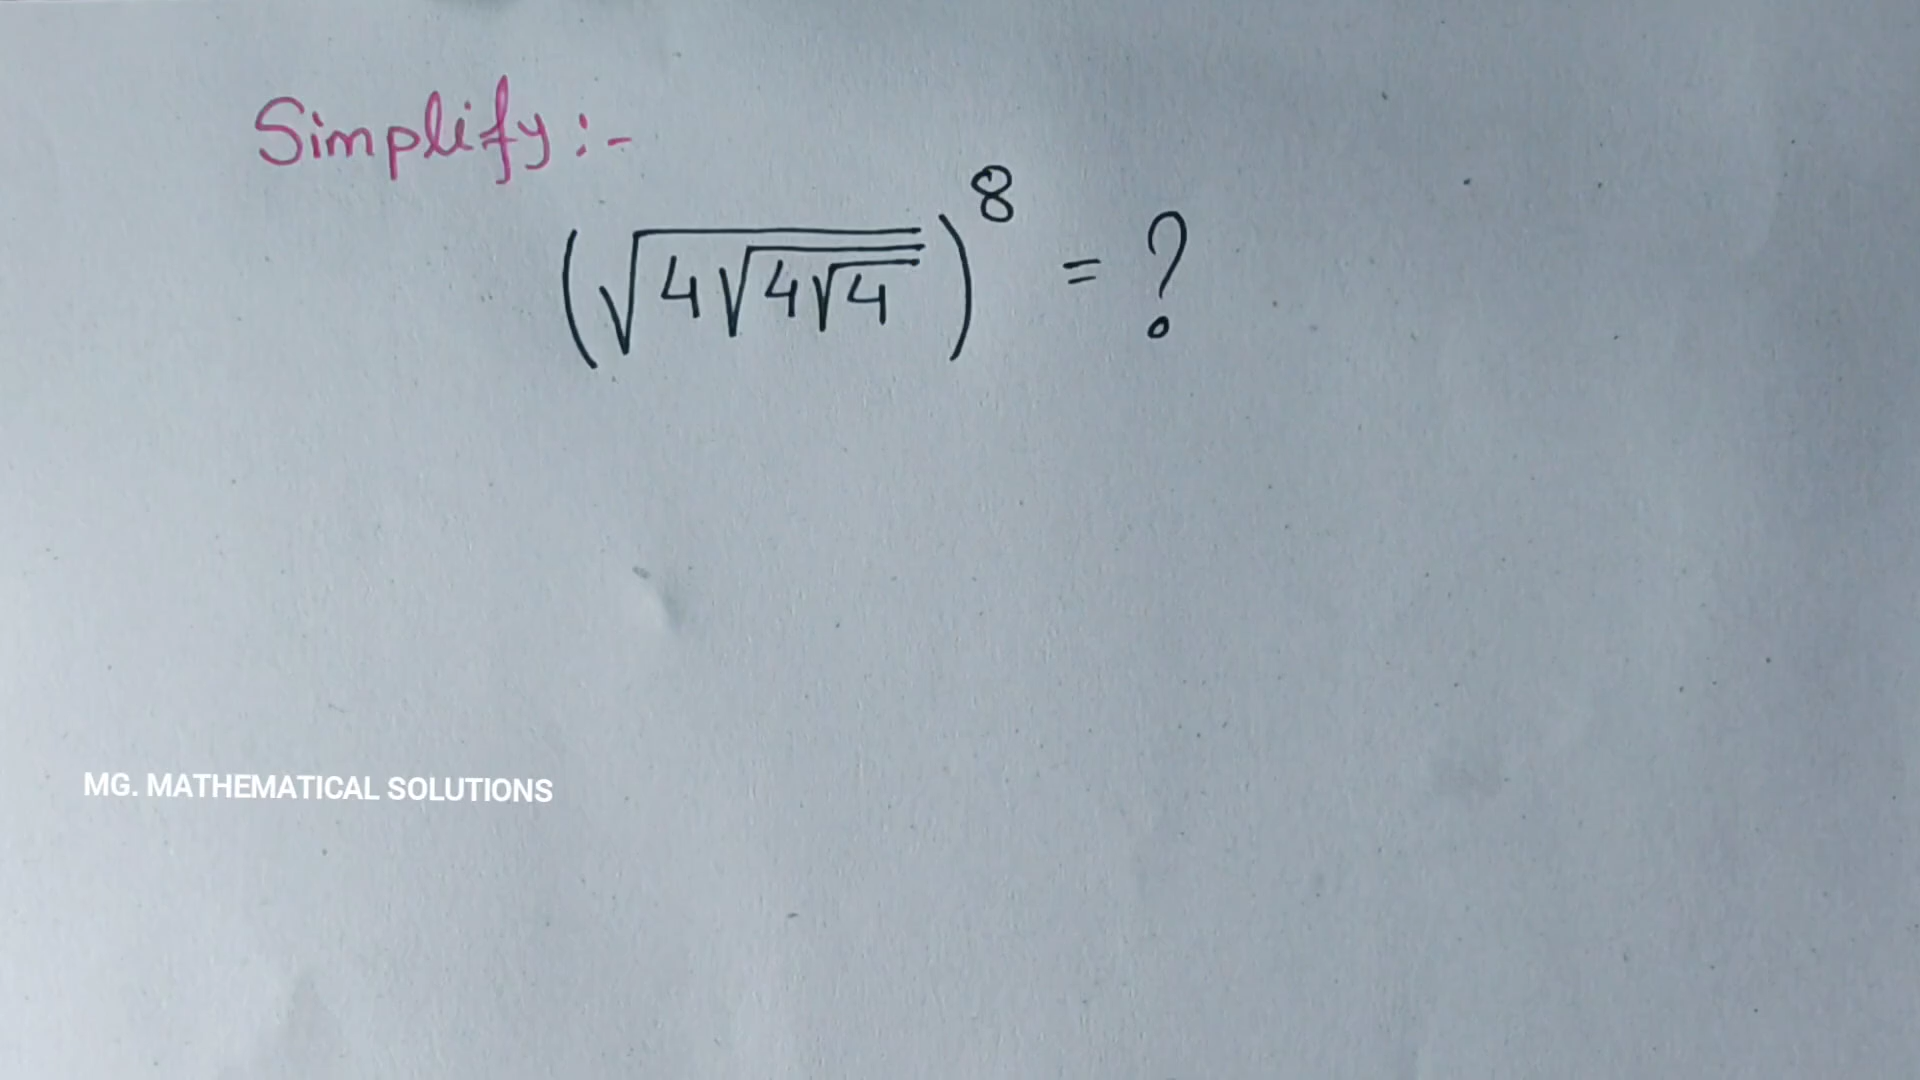 Simplify:-
(√4√4√4)⁸ = ?
MG. MATHEMATICAL SOLUTIONS